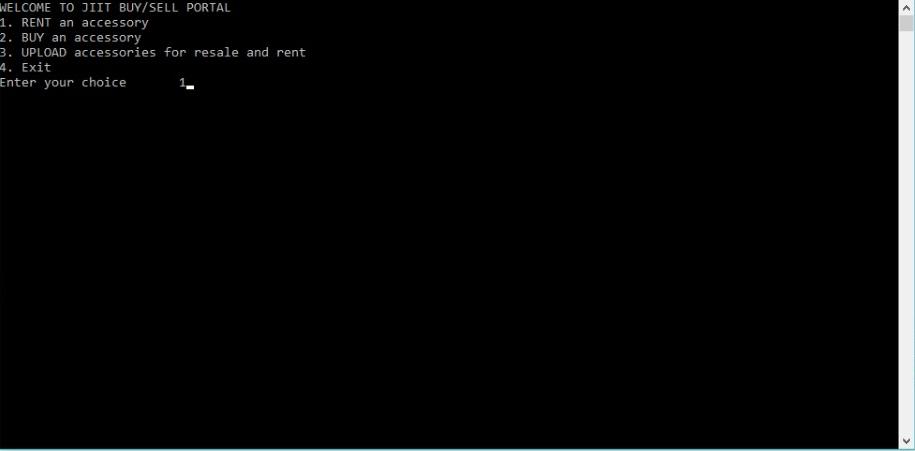 WELCOME TO JIIT BUY/SELL PORTAL
1. RENT an accessory
2. BUY an accessory
3. UPLOAD accessories for resale and rent
4. Exit
Enter your choice 1